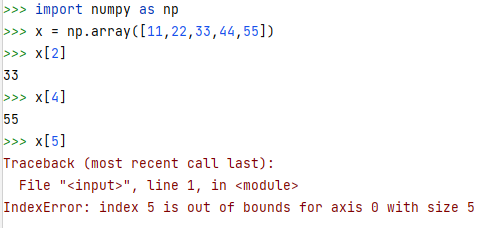 >>> import numpy as np
>>> x = np.array([11,22,33,44,55])
>>> x[2]
33
>>> x[4]
55
>>> x[5]
Traceback (most recent call last):
  File "<input>", line 1, in <module>
IndexError: index 5 is out of bounds for axis 0 with size 5